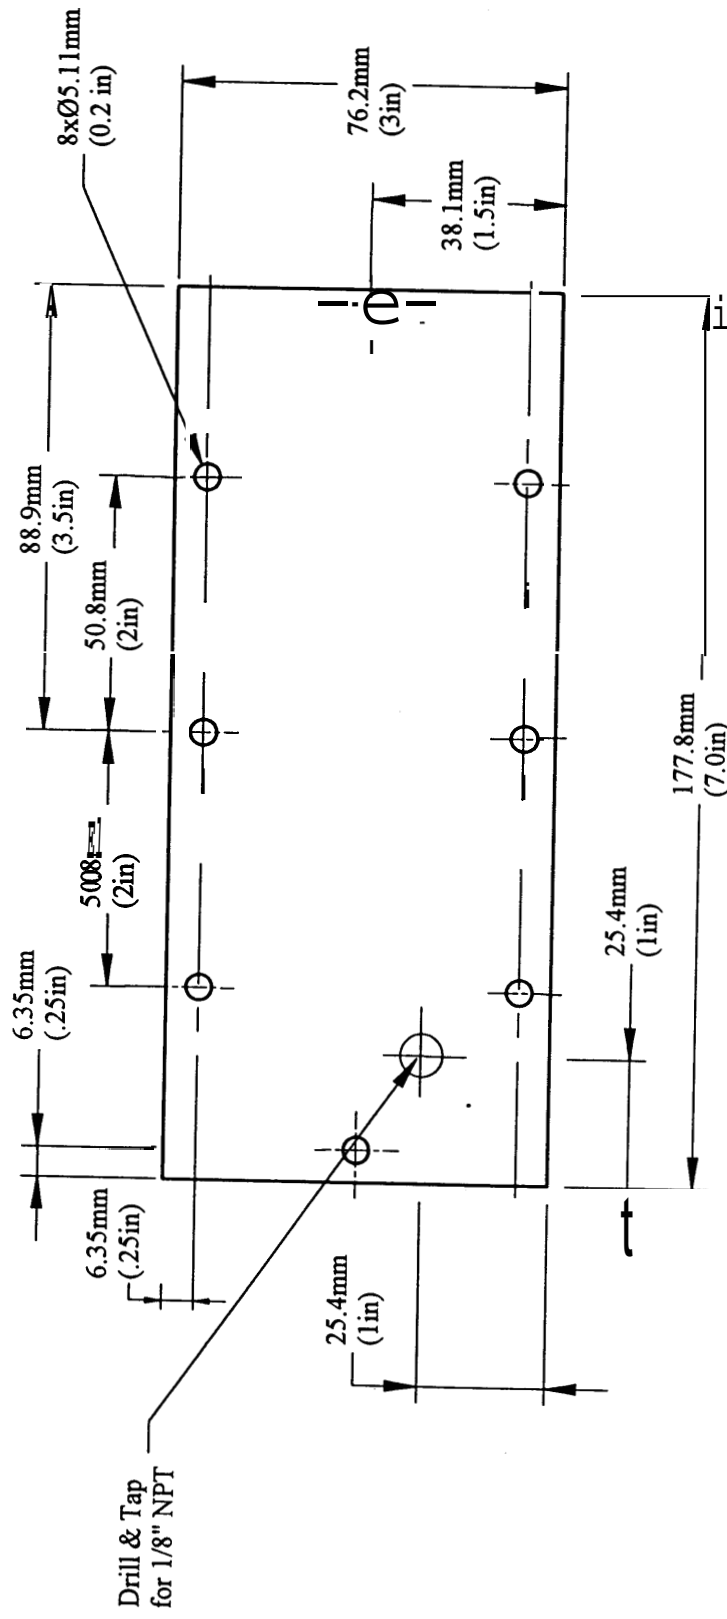 8xØ5.11mm
(0.2 in)
76.2mm
(3in)
38.1mm
(1.5in)
88.9mm
(3.5in)
50.8mm
(2in)
(2in)
6.35mm
(.25in)
6.35mm
(.25in)
25.4mm
(1in)
25.4mm
(1in)
177.8mm
(7.0in)
Drill & Tap
for 1/8" NPT